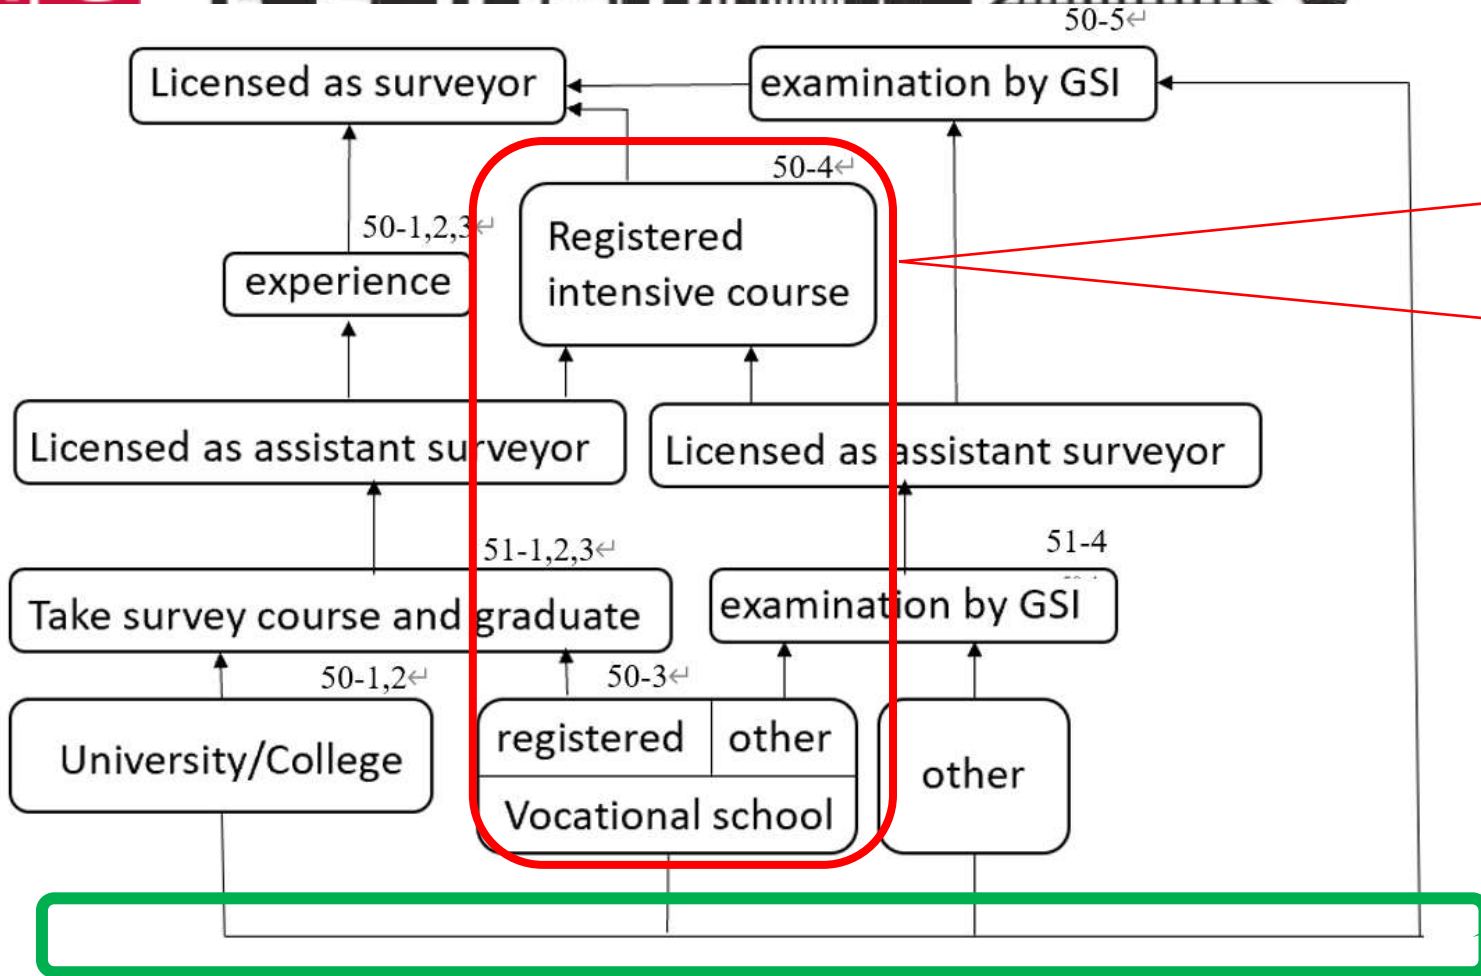 50-5↵
Licensed as surveyor
examination by GSI
50-4↵
50-1,2,3↵
Registered
intensive course
experience
Licensed as assistant surveyor
Licensed as assistant surveyor
51-1,2,3↵
51-4
Take survey course and graduate
examination by GSI
50-1,2↵
50-3↵
registered
other
University/College
other
Vocational school